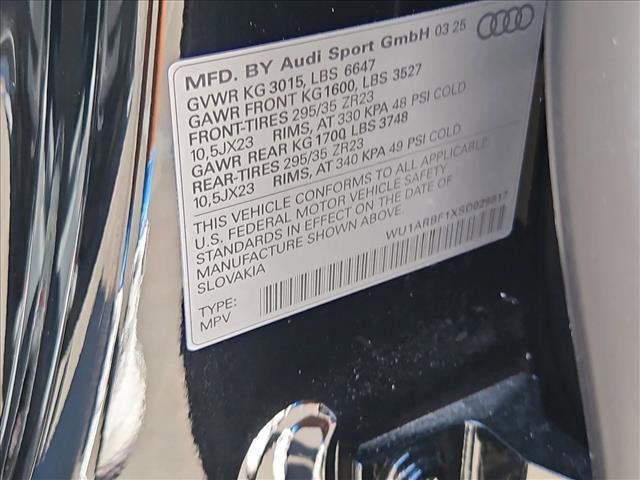 MFD. BY Audi Sport GmbH 03 25
GVWR KG 3015, LBS 6647
GAWR FRONT KG1600, LBS 3527
FRONT-TIRES 295/35 ZR23
10,5JX23 RIMS, AT 330 KPA 48 PSI COLD
GAWR REAR KG 1700 LBS 3748
REAR-TIRES 295/35 ZR23
10,5JX23 RIMS, AT 340 KPA 49 PSI COLD
THIS VEHICLE CONFORMS TO ALL APPLICABLE
U.S. FEDERAL MOTOR VEHICLE SAFETY
STANDARDS IN EFFECT ON THE DATE OF
MANUFACTURE SHOWN ABOVE.
SLOVAKIA
TYPE:
MPV